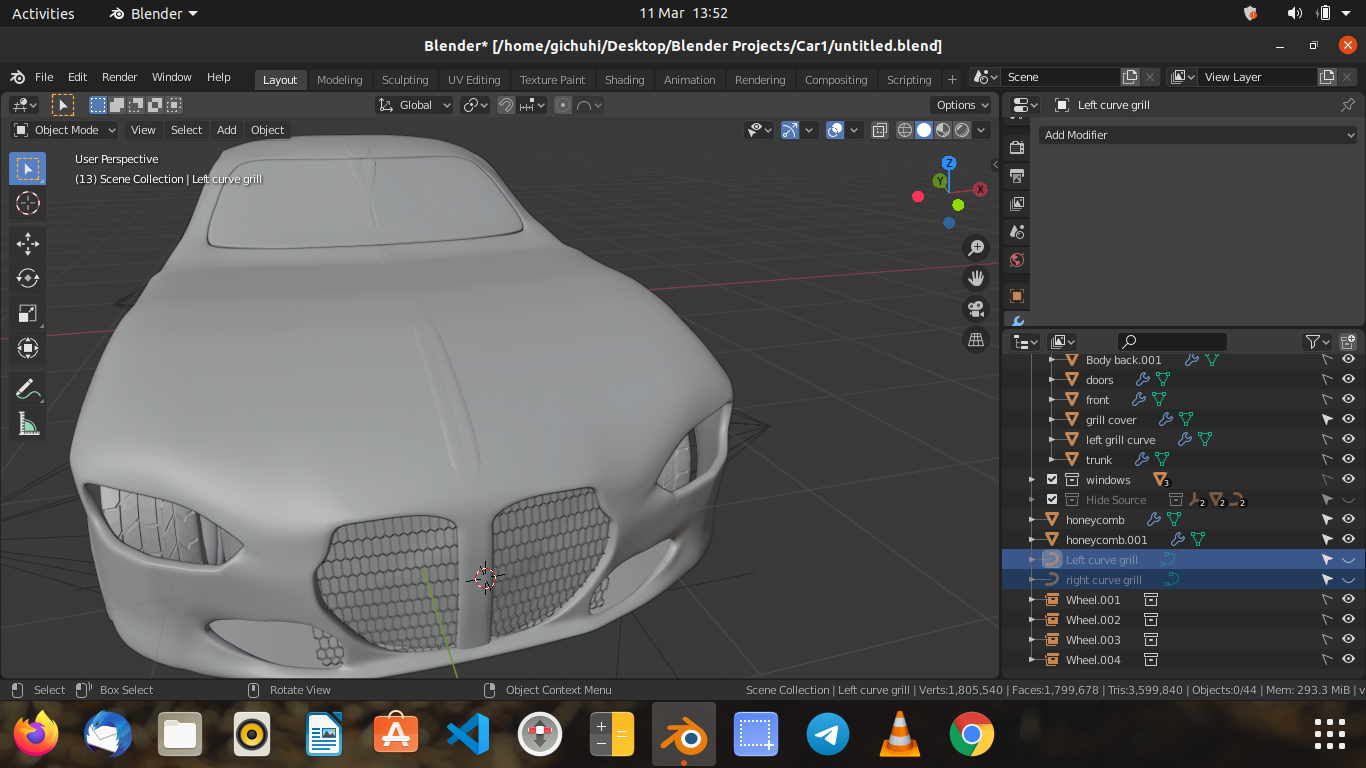 Activities Blender 11 Mar 13:52
Blender* [/home/gichuhi/Desktop/Blender Projects/Car1/untitled.blend]
File Edit Render Window Help Layout Modeling Sculpting UV Editing Texture Paint Shading Animation Rendering Compositing Scripting + Scene View Layer
Global Options Left curve grill
Object Mode View Select Add Object Add Modifier
User Perspective
(13) Scene Collection | Left curve grill
Z
Y
X
Body back.001
doors
front
grill cover
left grill curve
trunk
windows 3
Hide Source 2 2 2
honeycomb
honeycomb.001
Left curve grill
right curve grill
Wheel.001
Wheel.002
Wheel.003
Wheel.004
Select Box Select Rotate View Object Context Menu Scene Collection | Left curve grill | Verts:1,805,540 | Faces:1,799,678 | Tris:3,599,840 | Objects:0/44 | Mem: 293.3 MiB | v